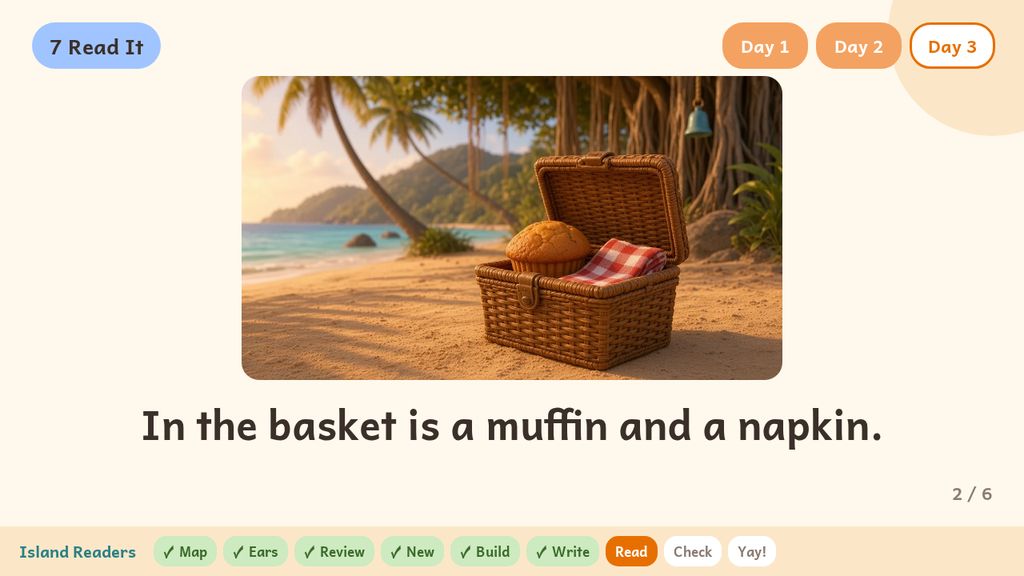 7 Read It
Day 1 Day 2 Day 3
In the basket is a muffin and a napkin.
2 / 6
Island Readers ✓ Map ✓ Ears ✓ Review ✓ New ✓ Build ✓ Write Read Check Yay!